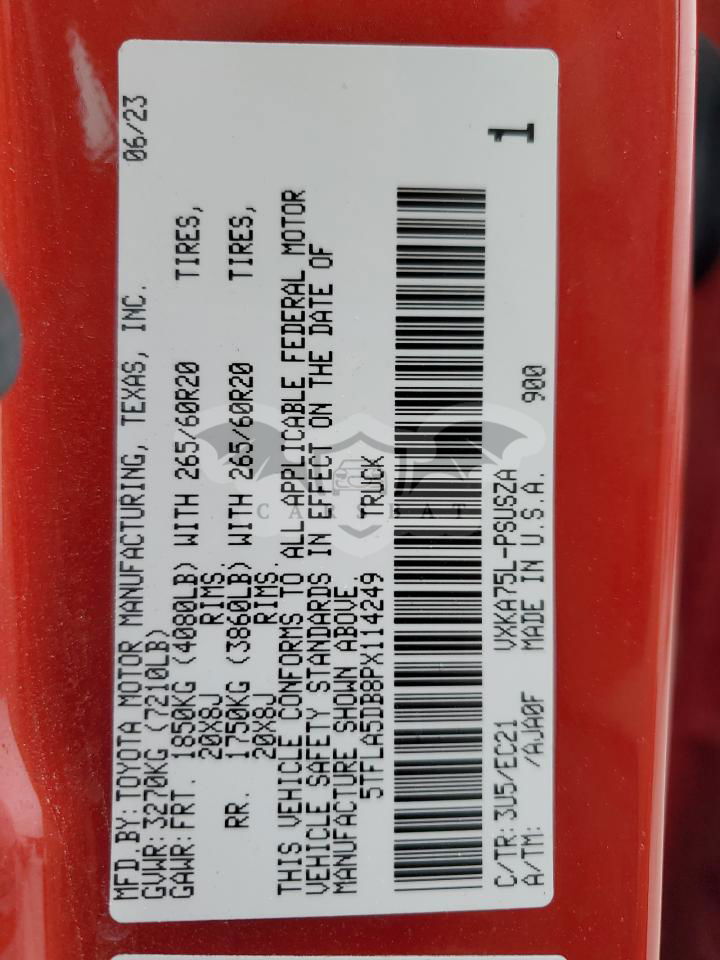 MFD.BY:TOYOTA MOTOR MANUFACTURING, TEXAS, INC. 06/23
GVWR:3270KG (7210LB)
GAWR:FRT. 1850KG (4080LB) WITH 265/60R20 TIRES,
20X8J RIMS.
RR. 1750KG (3860LB) WITH 265/60R20 TIRES,
20X8J RIMS.
THIS VEHICLE CONFORMS TO ALL APPLICABLE FEDERAL MOTOR
VEHICLE SAFETY STANDARDS IN EFFECT ON THE DATE OF
MANUFACTURE SHOWN ABOVE.
5TFLA5DB8PX114249 TRUCK
CARSBAT
C/TR:3U5/EC21 VXKA75L-PSUSZA 900 1
A/TM: /AJA0F MADE IN U.S.A.